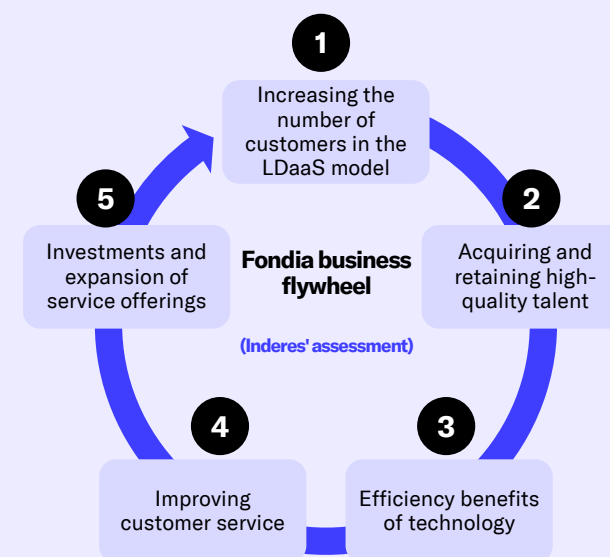 1
Increasing the
number of
customers in the
LDaaS model
2
Acquiring and
retaining high-
quality talent
3
Efficiency benefits
of technology
4
Improving
customer service
5
Investments and
expansion of
service offerings
Fondia business
flywheel
(Inderes' assessment)